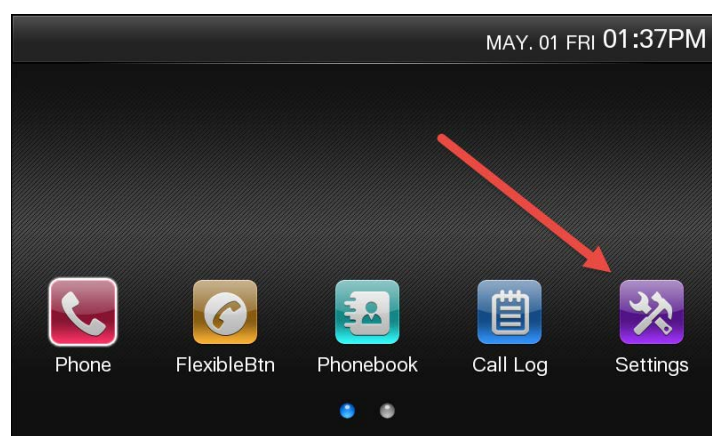 MAY. 01 FRI 01:37PM
Phone FlexibleBtn Phonebook Call Log Settings